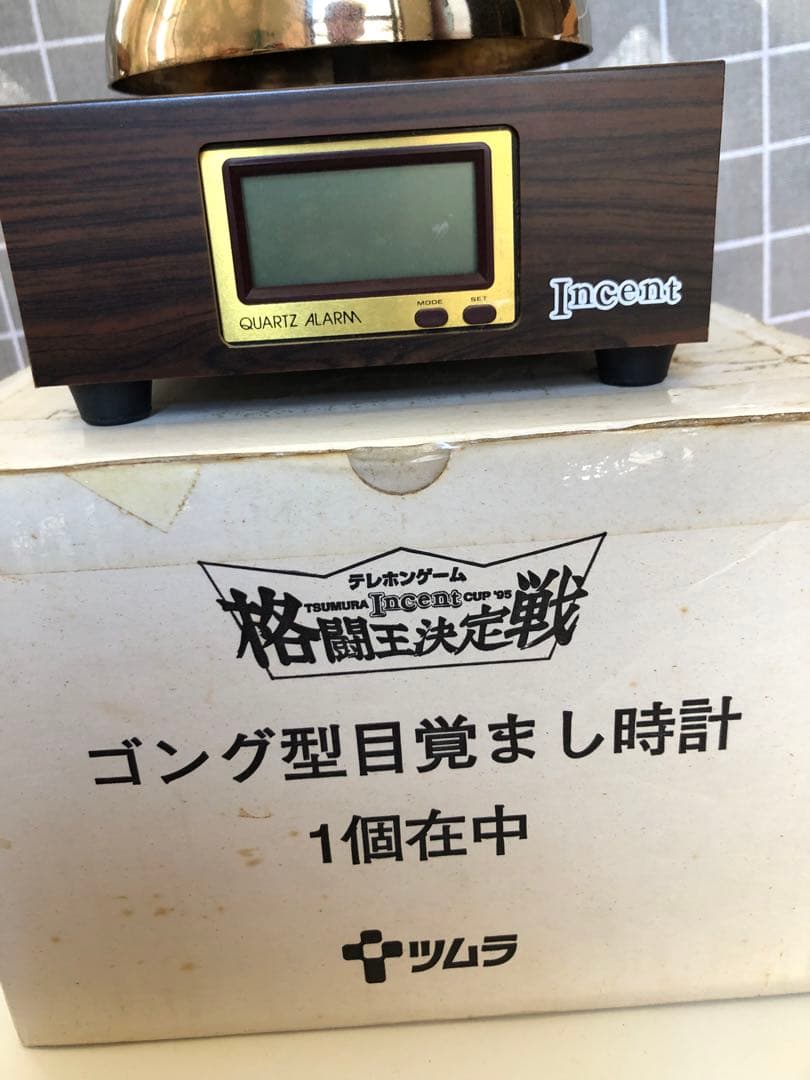 MODE SET
QUARTZ ALARM
Incent
テレホンゲーム
TSUMURA Incent CUP '95
格闘王決定戦
ゴング型目覚まし時計
1個在中
ツムラ